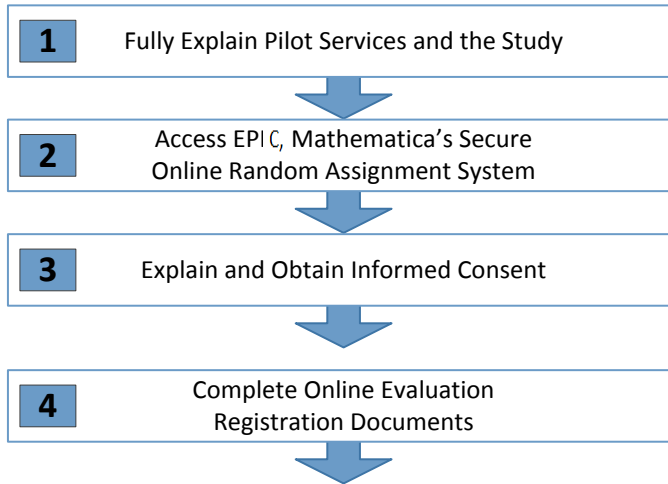 1
Fully Explain Pilot Services and the Study
2
Access EPIC, Mathematica’s Secure
Online Random Assignment System
3
Explain and Obtain Informed Consent
4
Complete Online Evaluation
Registration Documents